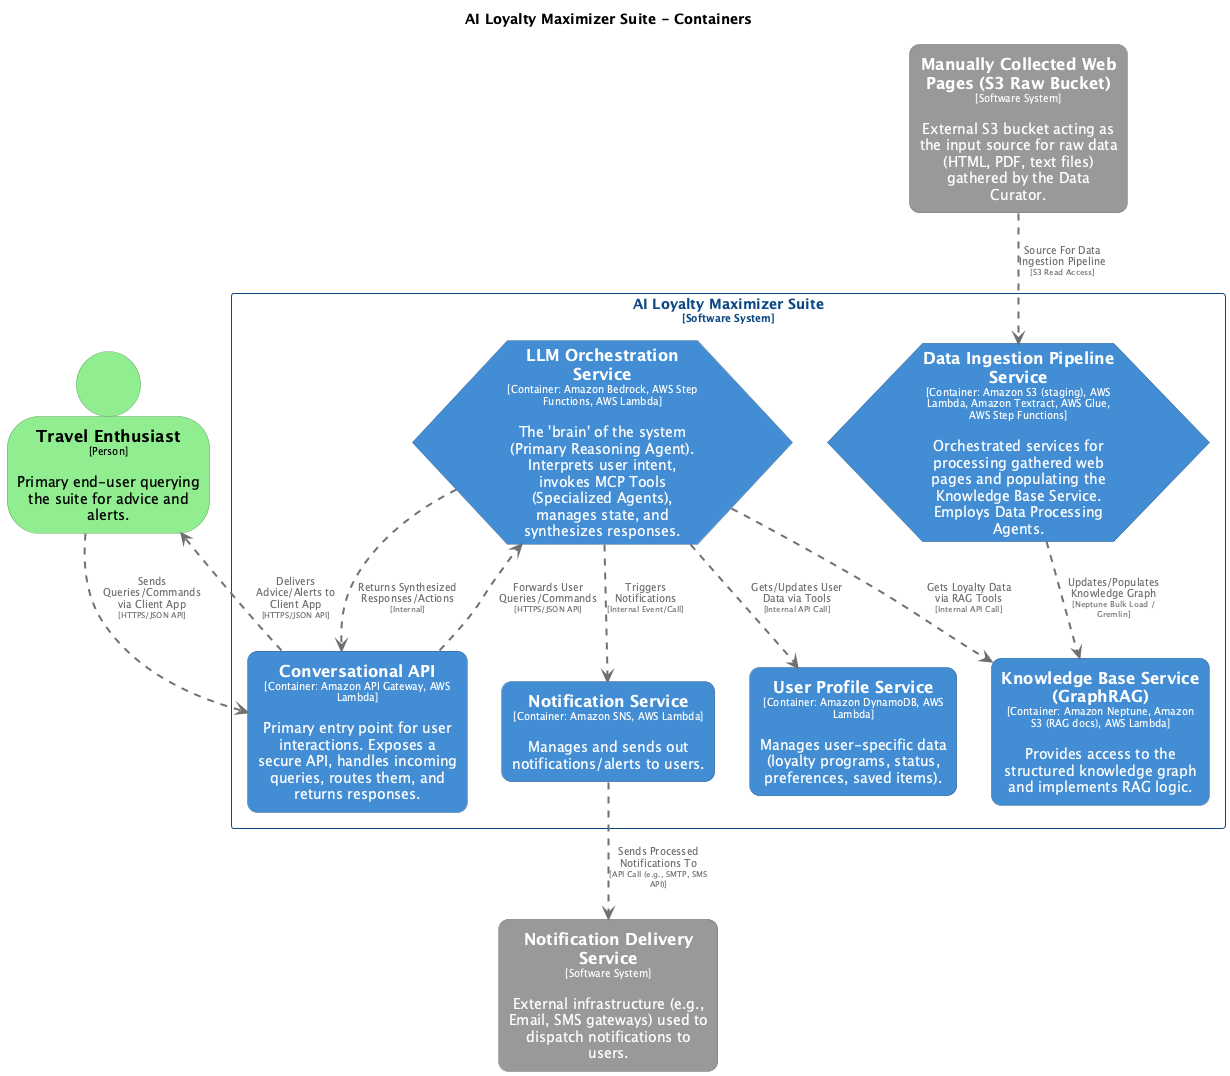 AI Loyalty Maximizer Suite – Containers
Manually Collected Web
Pages (S3 Raw Bucket)
[Software System]
External S3 bucket acting as
the input source for raw data
(HTML, PDF, text files)
gathered by the Data
Curator.
Source For Data
Ingestion Pipeline
[S3 Read Access]
AI Loyalty Maximizer Suite
[Software System]
Travel Enthusiast
[Person]
Primary end-user querying
the suite for advice and
alerts.
LLM Orchestration
Service
[Container: Amazon Bedrock, AWS Step
Functions, AWS Lambda]
The 'brain' of the system
(Primary Reasoning Agent).
Interprets user intent,
invokes MCP Tools
(Specialized Agents),
manages state, and
synthesizes responses.
Data Ingestion Pipeline
Service
[Container: Amazon S3 (staging), AWS
Lambda, Amazon Textract, AWS Glue,
AWS Step Functions]
Orchestrated services for
processing gathered web
pages and populating the
Knowledge Base Service.
Employs Data Processing
Agents.
Sends
Queries/Commands
via Client App
[HTTPS/JSON API]
Delivers
Advice/Alerts to
Client App
[HTTPS/JSON API]
Returns Synthesized
Responses/Actions
[Internal]
Forwards User
Queries/Commands
[HTTPS/JSON API]
Triggers
Notifications
[Internal Event/Call]
Gets/Updates User
Data via Tools
[Internal API Call]
Gets Loyalty Data
via RAG Tools
[Internal API Call]
Updates/Populates
Knowledge Graph
[Neptune Bulk Load /
Gremlin]
Conversational API
[Container: Amazon API Gateway, AWS
Lambda]
Primary entry point for user
interactions. Exposes a
secure API, handles incoming
queries, routes them, and
returns responses.
Notification Service
[Container: Amazon SNS, AWS Lambda]
Manages and sends out
notifications/alerts to users.
User Profile Service
[Container: Amazon DynamoDB, AWS
Lambda]
Manages user-specific data
(loyalty programs, status,
preferences, saved items).
Knowledge Base Service
(GraphRAG)
[Container: Amazon Neptune, Amazon
S3 (RAG docs), AWS Lambda]
Provides access to the
structured knowledge graph
and implements RAG logic.
Sends Processed
Notifications To
[API Call (e.g., SMTP, SMS
API)]
Notification Delivery
Service
[Software System]
External infrastructure (e.g.,
Email, SMS gateways) used to
dispatch notifications to
users.